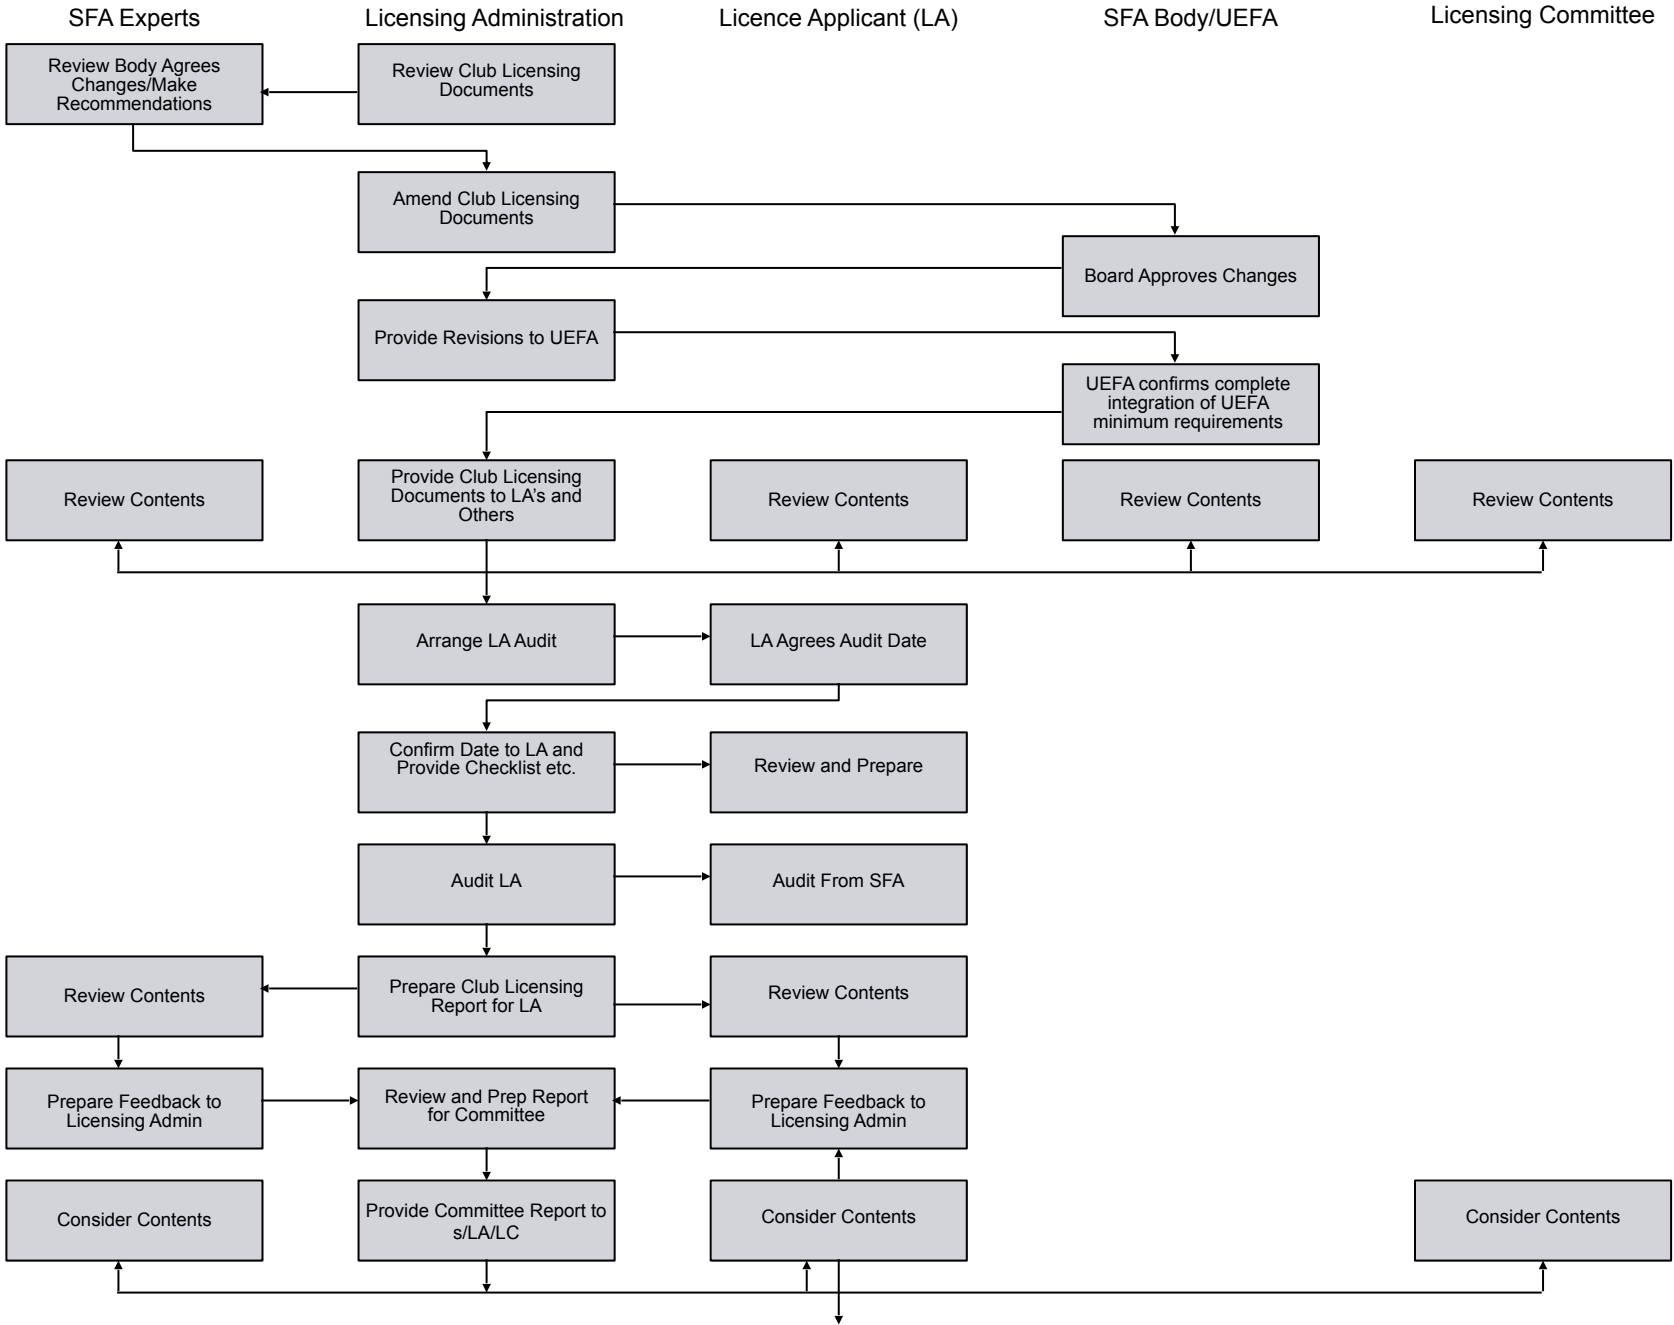 SFA Experts
Licensing Administration
Licence Applicant (LA)
SFA Body/UEFA
Licensing Committee
Review Body Agrees
Changes/Make
Recommendations
Review Club Licensing
Documents
Amend Club Licensing
Documents
Board Approves Changes
Provide Revisions to UEFA
UEFA confirms complete
integration of UEFA
minimum requirements
Review Contents
Provide Club Licensing
Documents to LA’s and
Others
Review Contents
Review Contents
Review Contents
Arrange LA Audit
LA Agrees Audit Date
Confirm Date to LA and
Provide Checklist etc.
Review and Prepare
Audit LA
Audit From SFA
Review Contents
Prepare Club Licensing
Report for LA
Review Contents
Prepare Feedback to
Licensing Admin
Review and Prep Report
for Committee
Prepare Feedback to
Licensing Admin
Consider Contents
Provide Committee Report to
s/LA/LC
Consider Contents
Consider Contents